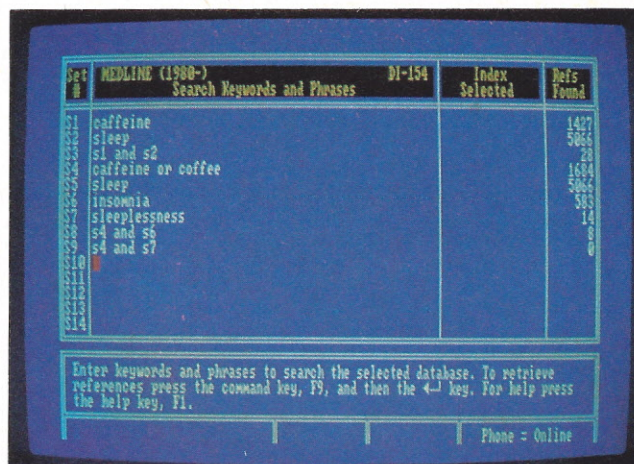 Set MEDLINE (1980-) DI-154 Index Refs
# Search Keywords and Phrases Selected Found
S1 caffeine 1427
S2 sleep 5066
S3 s1 and s2 28
S4 caffeine or coffee 1684
S5 sleep 5066
S6 insomnia 583
S7 sleeplessness 14
S8 s4 and s6 8
S9 s4 and s7 0
S10
S11
S12
S13
S14
Enter keywords and phrases to search the selected database. To retrieve
references press the command key, F9, and then the ◄─┘ key. For help press
the help key, F1.
Phone = Online